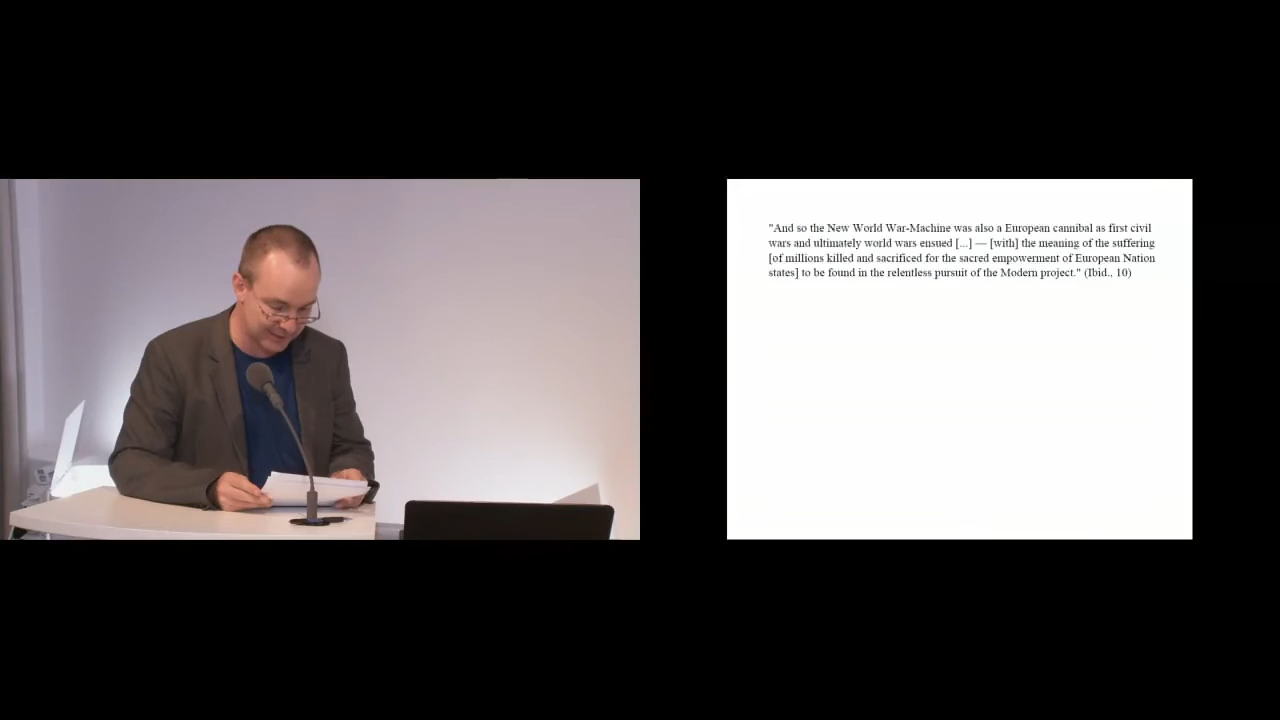 "And so the New World War-Machine was also a European cannibal as first civil
wars and ultimately world wars ensued [...] — [with] the meaning of the suffering
[of millions killed and sacrificed for the sacred empowerment of European Nation
states] to be found in the relentless pursuit of the Modern project." (Ibid., 10)